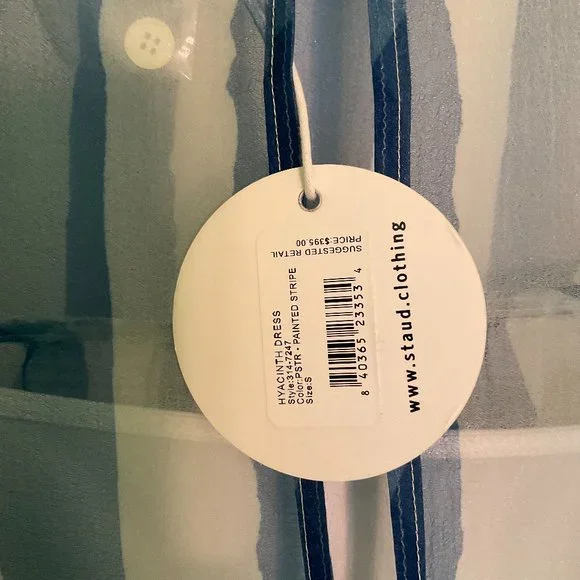 HYACINTH DRESS
Style:314-7247
Color:PSTR - PAINTED STRIPE
Size:S
8 40365 23353 4
SUGGESTED RETAIL
PRICE:$395.00
www.staud.clothing